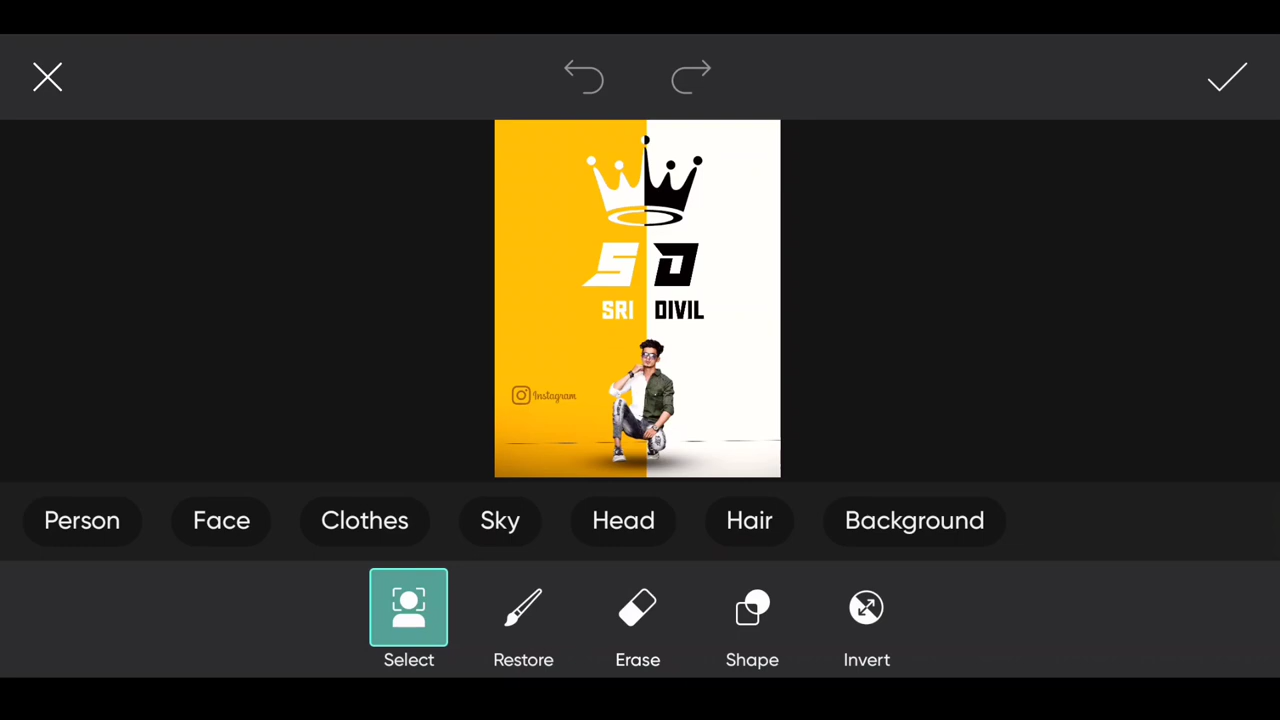 S D
SRI DIVIL
Instagram
Person Face Clothes Sky Head Hair Background
Select Restore Erase Shape Invert